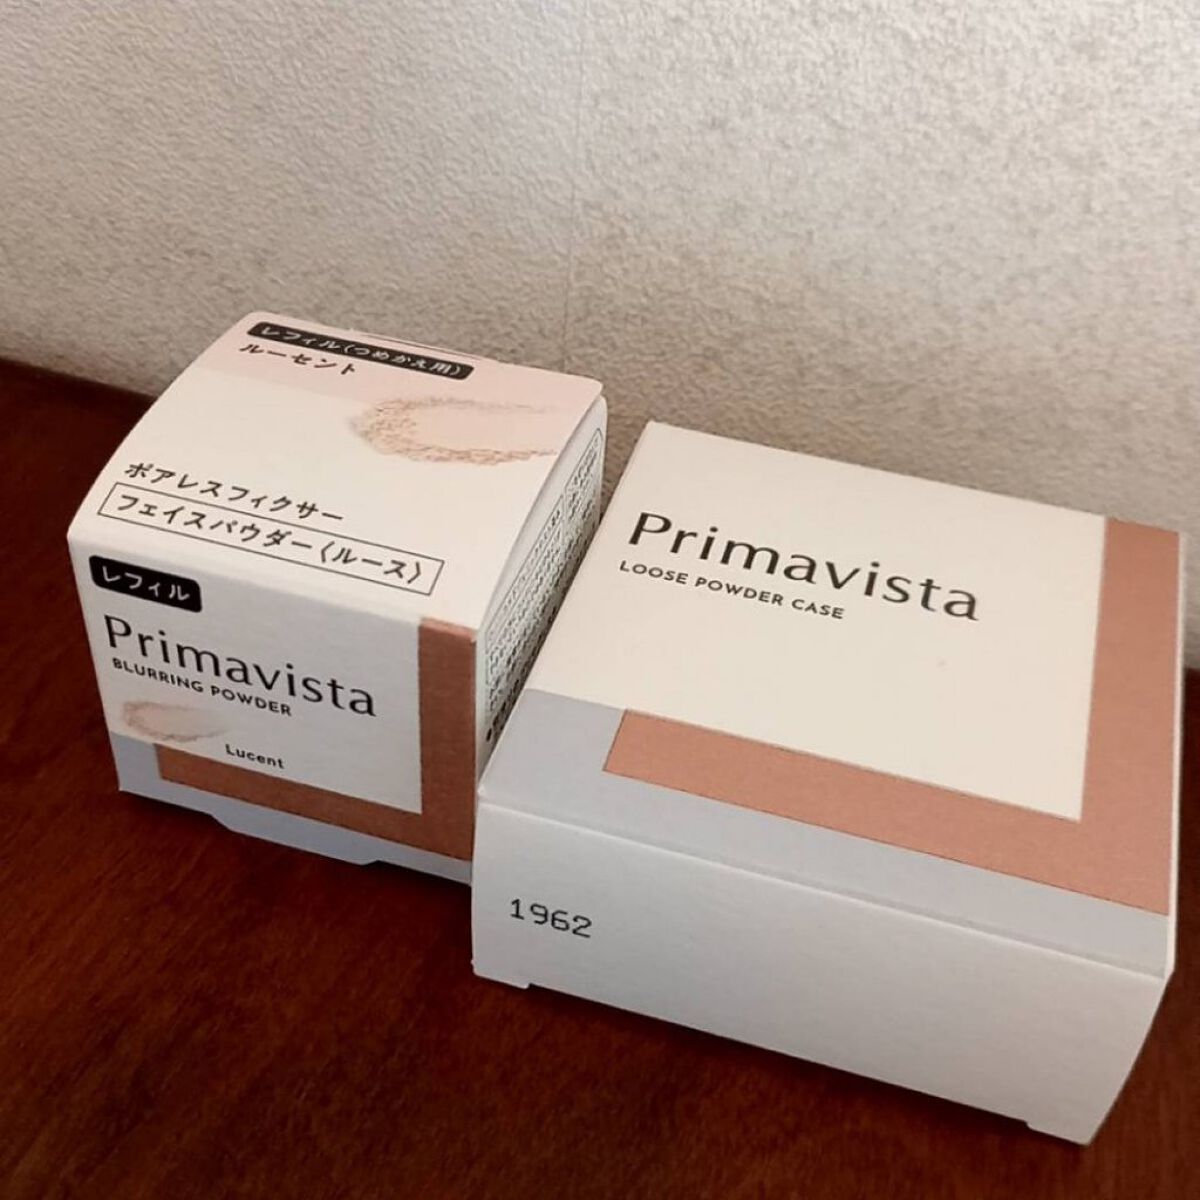 レフィル〈つめかえ用〉
ルーセント
ポアレスフィクサー
フェイスパウダー〈ルース〉
レフィル
Primavista
BLURRING POWDER
Lucent
Primavista
LOOSE POWDER CASE
1962